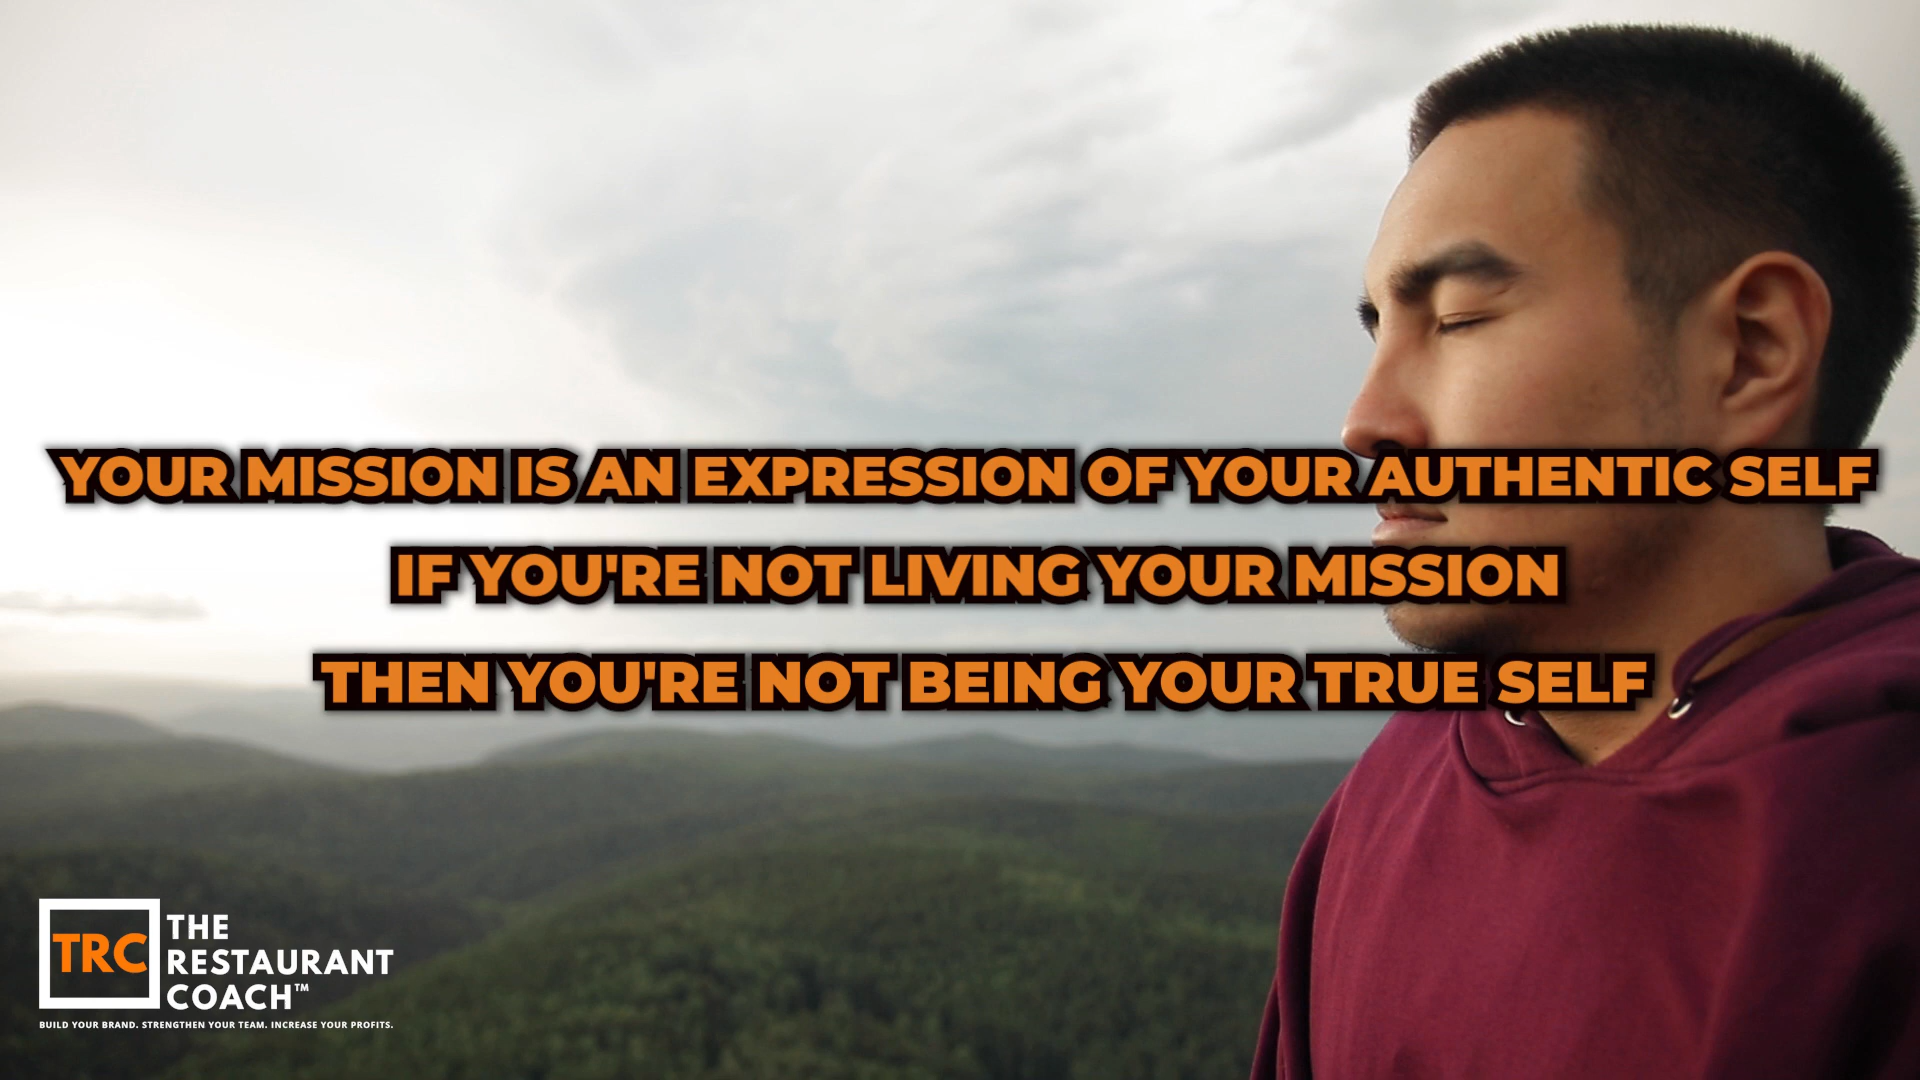 YOUR MISSION IS AN EXPRESSION OF YOUR AUTHENTIC SELF
IF YOU'RE NOT LIVING YOUR MISSION
THEN YOU'RE NOT BEING YOUR TRUE SELF
TRC
THE
RESTAURANT
COACH™
BUILD YOUR BRAND. STRENGTHEN YOUR TEAM. INCREASE YOUR PROFITS.